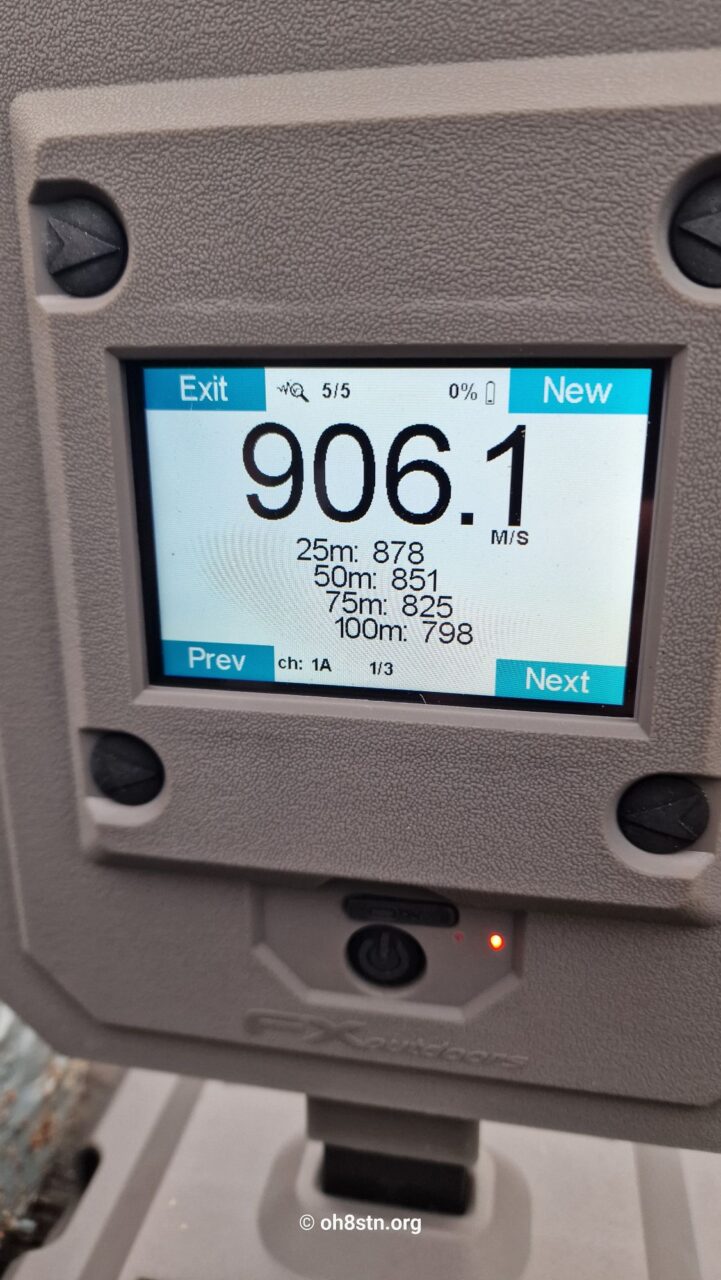 Exit 5/5 0% New
906.1
M/S
25m: 878
50m: 851
75m: 825
100m: 798
Prev ch: 1A 1/3 Next
FX outdoors
© oh8stn.org